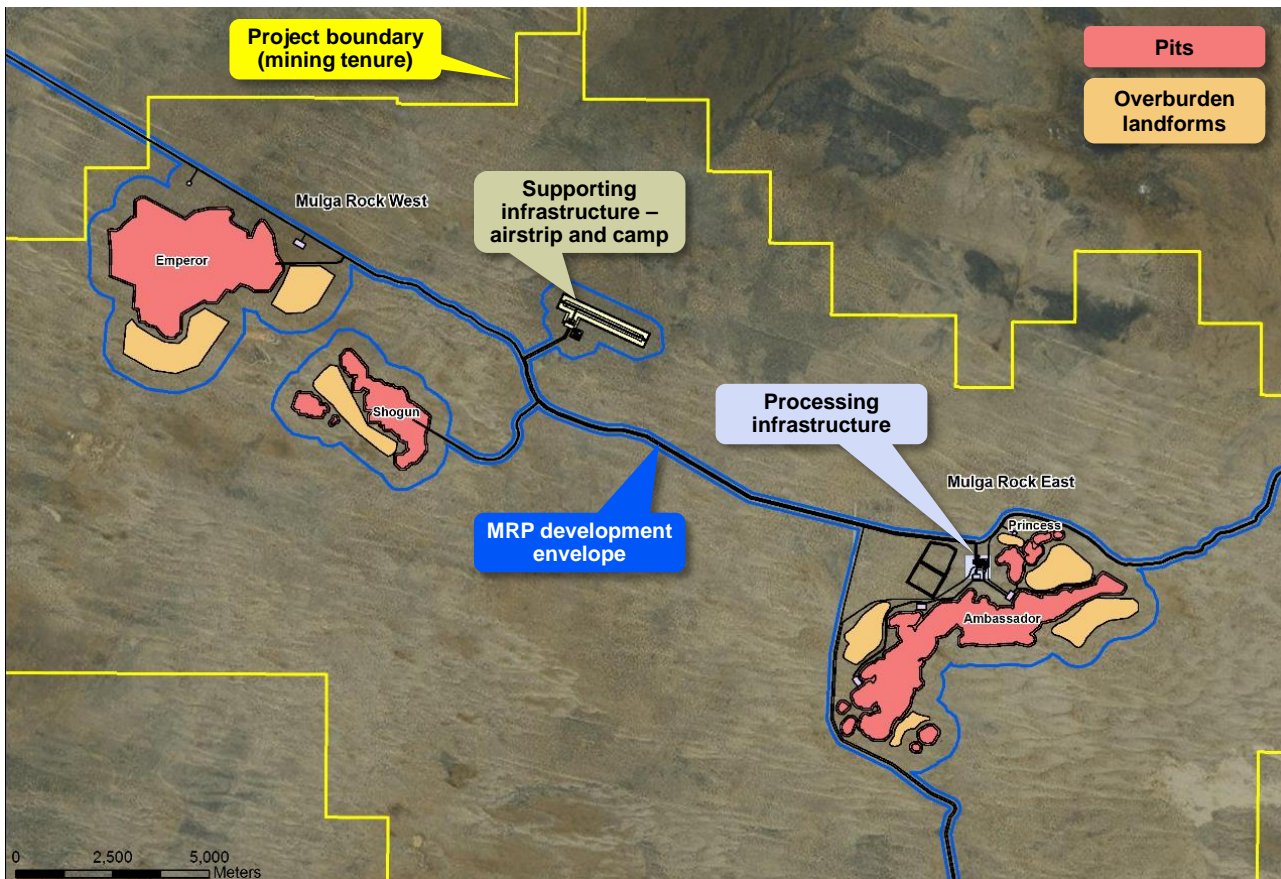 Project boundary
(mining tenure)
Pits
Overburden
landforms
Mulga Rock West
Supporting
infrastructure –
airstrip and camp
Emperor
Shogun
Processing
infrastructure
Mulga Rock East
MRP development
envelope
Princess
Ambassador
0 2,500 5,000
Meters